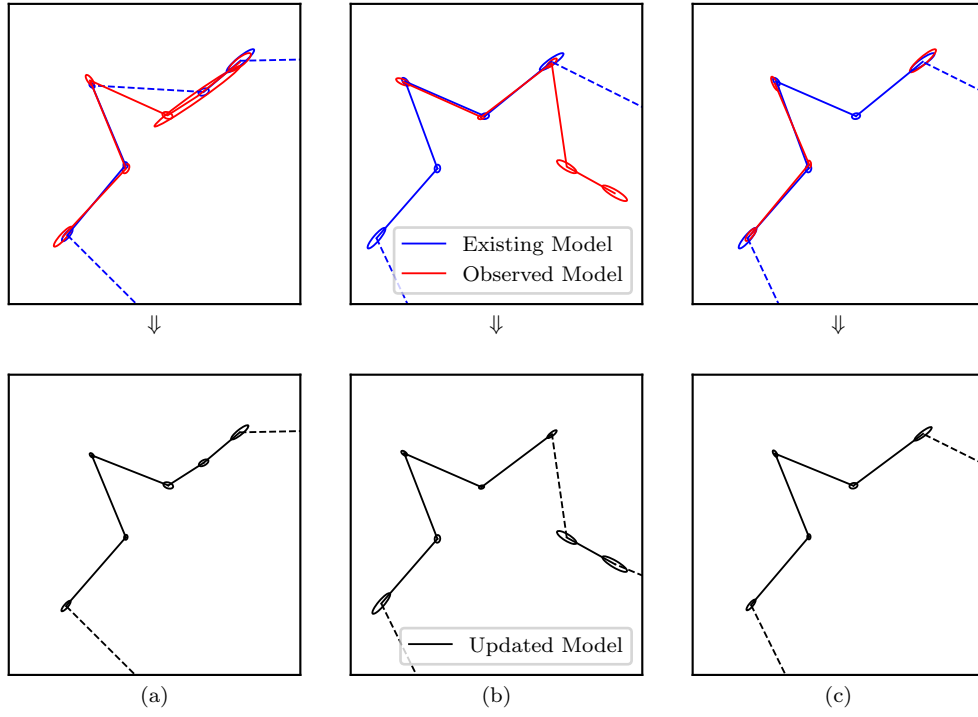 Existing Model
Observed Model
⇓ ⇓ ⇓
Updated Model
(a) (b) (c)